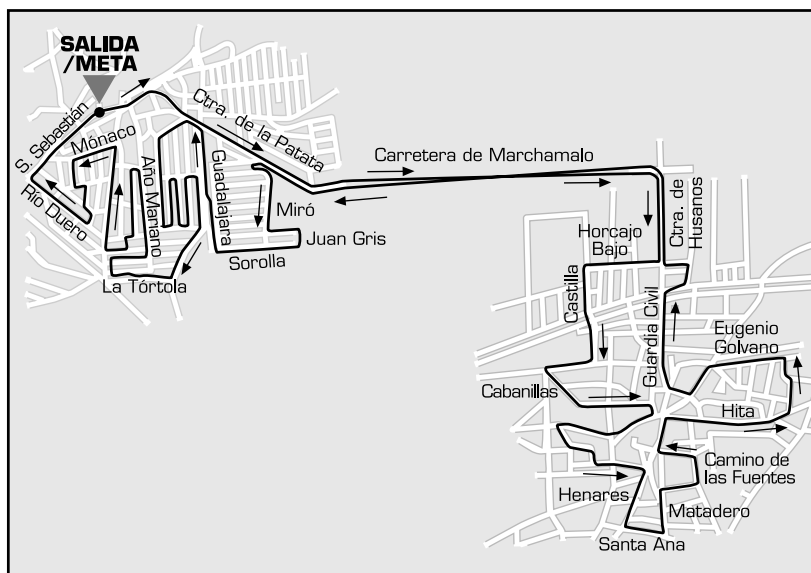 SALIDA
/META
S. Sebastián
Mónaco
Río Duero
Año Mariano
La Tórtola
Guadalajara
Ctra. de la Patata
Miró
Juan Gris
Sorolla
Carretera de Marchamalo
Ctra. de
Husanos
Horcajo
Bajo
Castilla
Guardia Civil
Eugenio
Golvano
Cabanillas
Hita
Camino de
las Fuentes
Henares
Matadero
Santa Ana